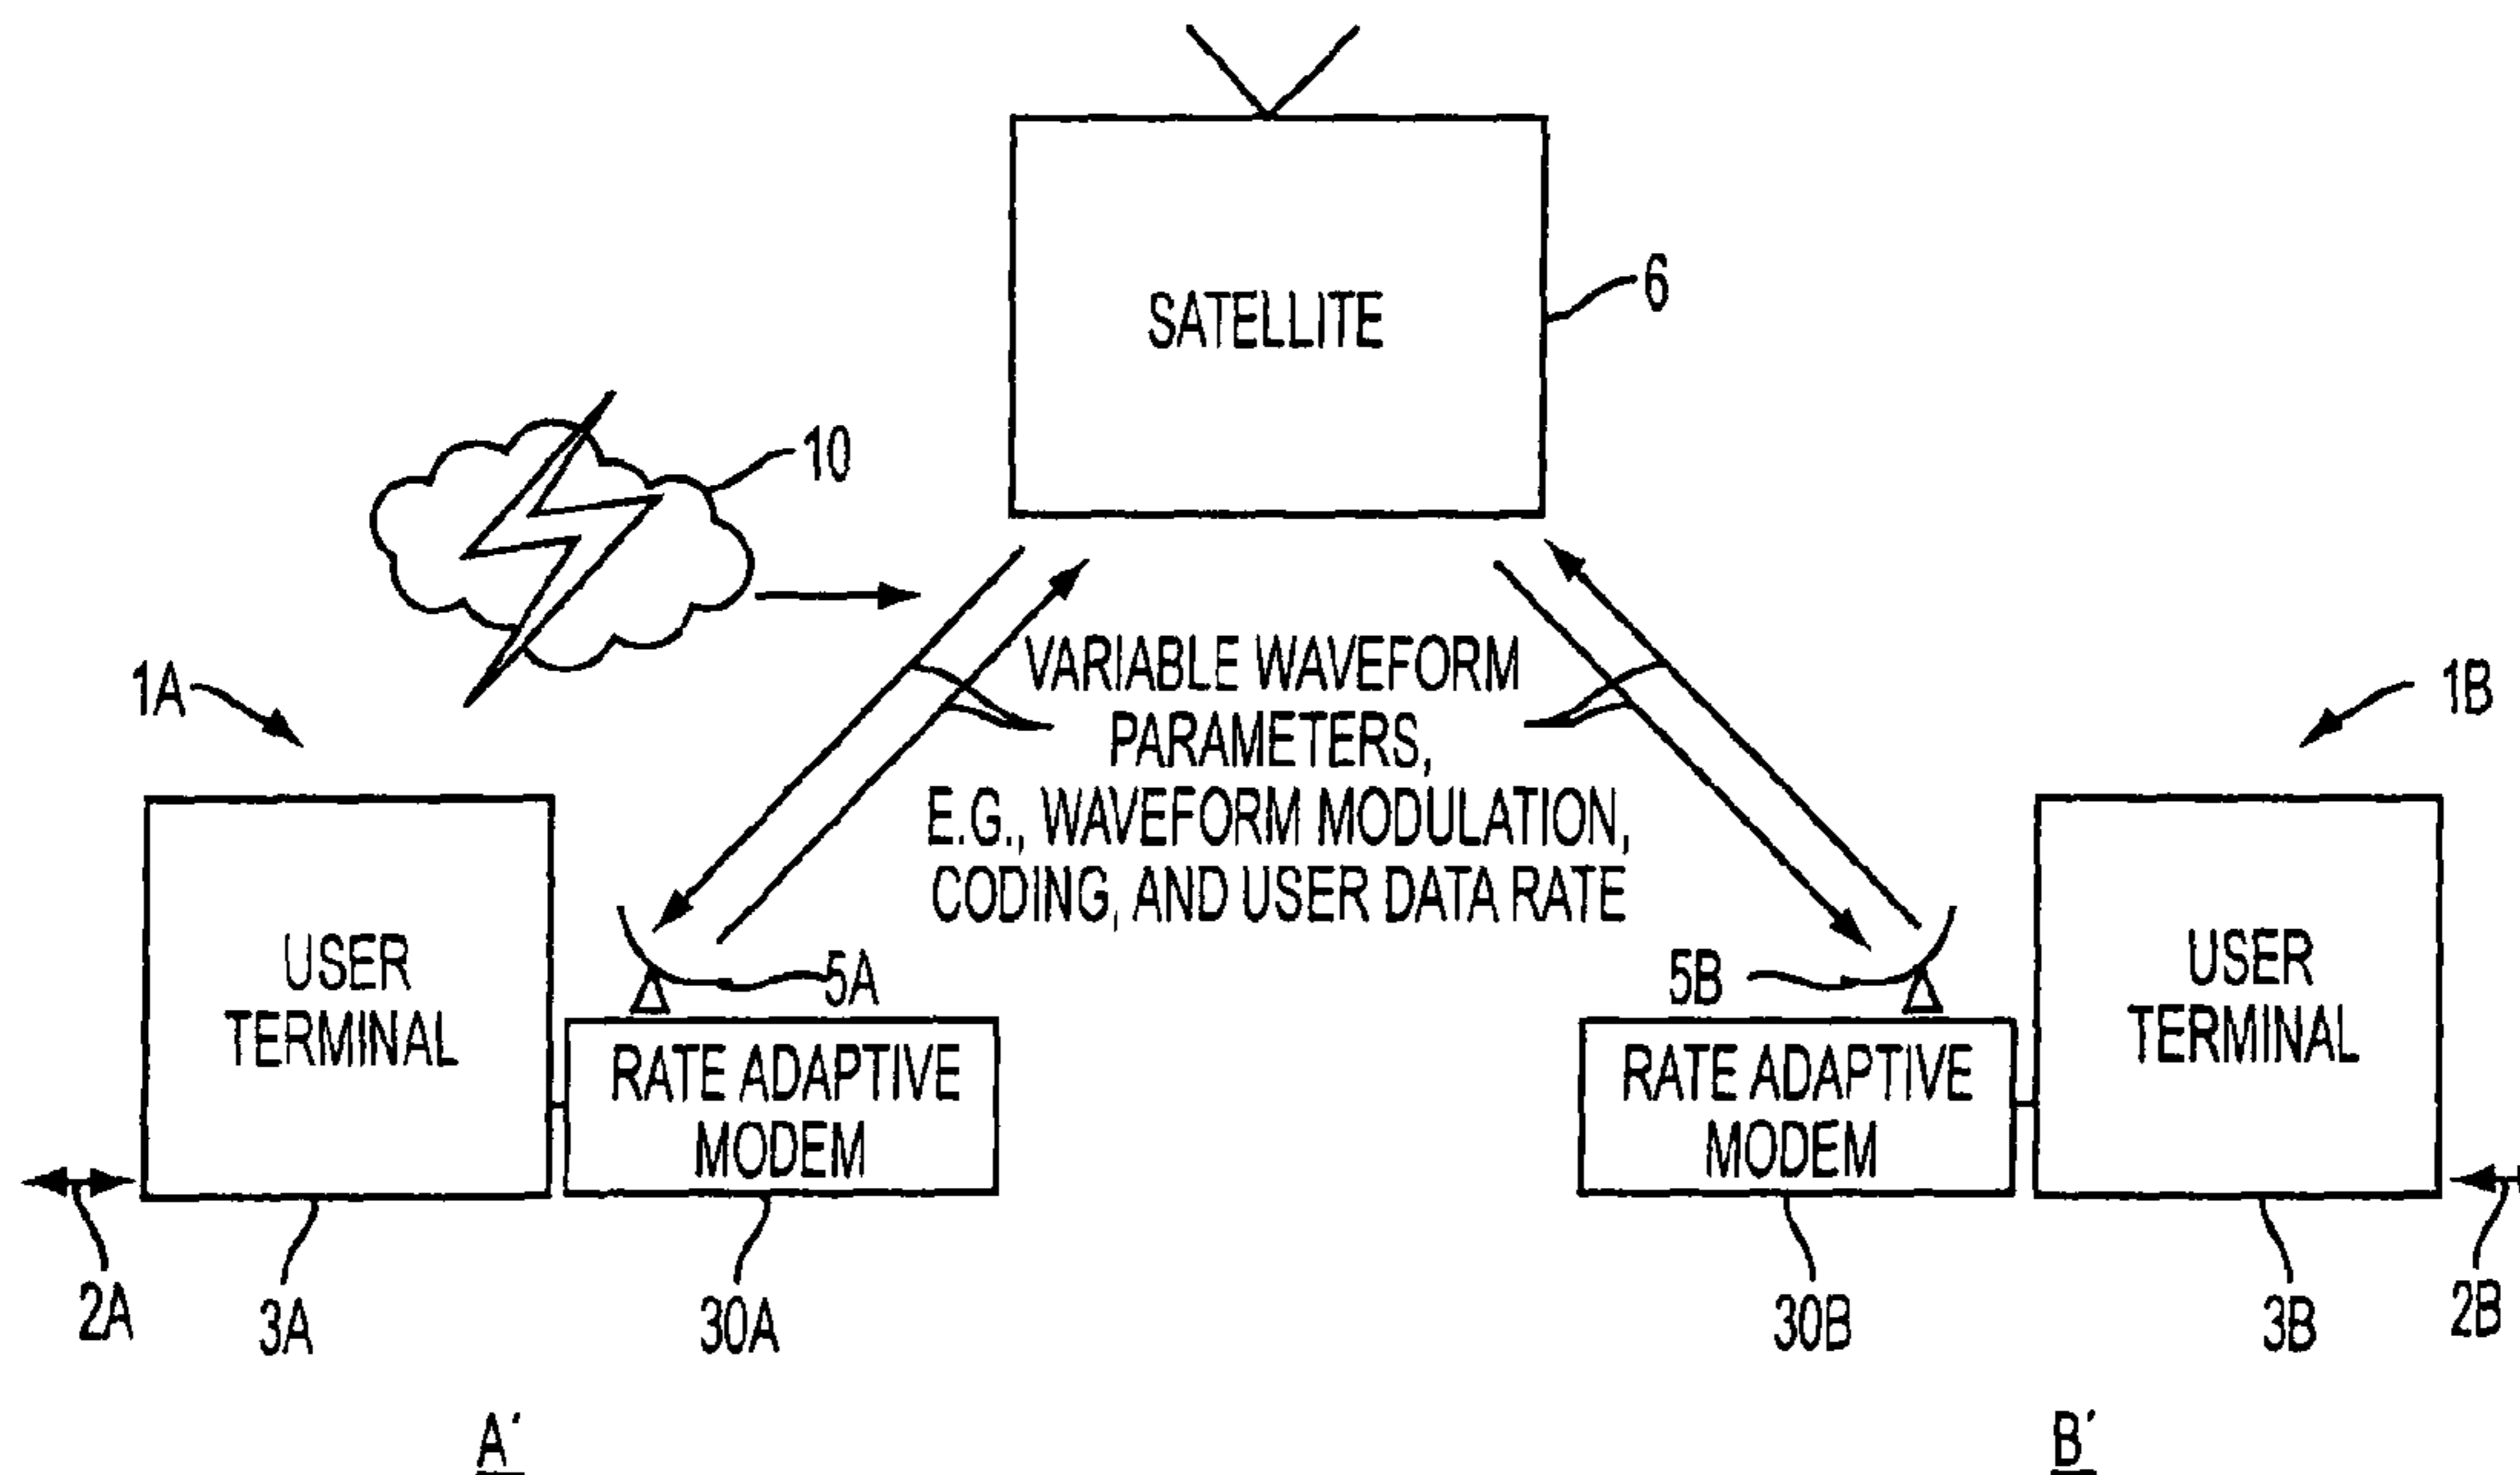 SATELLITE
6
10
1A
VARIABLE WAVEFORM
PARAMETERS,
E.G., WAVEFORM MODULATION,
CODING, AND USER DATA RATE
1B
USER
TERMINAL
5A
RATE ADAPTIVE
MODEM
5B
RATE ADAPTIVE
MODEM
USER
TERMINAL
2A
3A
30A
30B
3B
2B
A'
B'